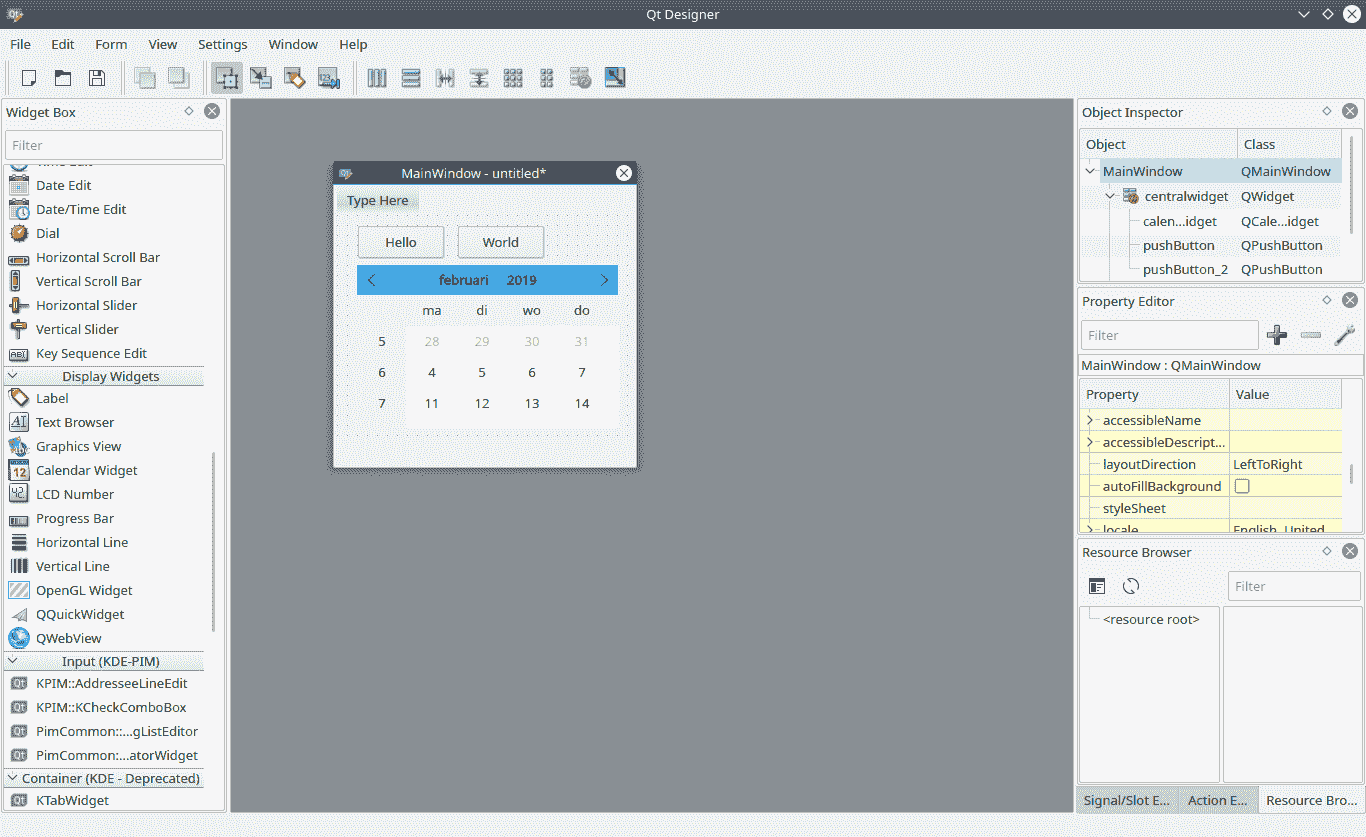 Qt Designer
File Edit Form View Settings Window Help
Widget Box
Filter
Date Edit
Date/Time Edit
Dial
Horizontal Scroll Bar
Vertical Scroll Bar
Horizontal Slider
Vertical Slider
Key Sequence Edit
Display Widgets
Label
Text Browser
Graphics View
Calendar Widget
LCD Number
Progress Bar
Horizontal Line
Vertical Line
OpenGL Widget
QQuickWidget
QWebView
Input (KDE-PIM)
KPIM::AddresseeLineEdit
KPIM::KCheckComboBox
PimCommon::...gListEditor
PimCommon:...atorWidget
Container (KDE - Deprecated)
KTabWidget
MainWindow - untitled*
Type Here
Hello World
februari 2019
ma di wo do
5 28 29 30 31
6 4 5 6 7
7 11 12 13 14
Object Inspector
Object Class
MainWindow QMainWindow
centralwidget QWidget
calen...idget QCale...idget
pushButton QPushButton
pushButton_2 QPushButton
Property Editor
Filter
MainWindow : QMainWindow
Property Value
accessibleName
accessibleDescript...
layoutDirection LeftToRight
autoFillBackground
styleSheet
locale English, United
Resource Browser
Filter
<resource root>
Signal/Slot E... Action E... Resource Bro...